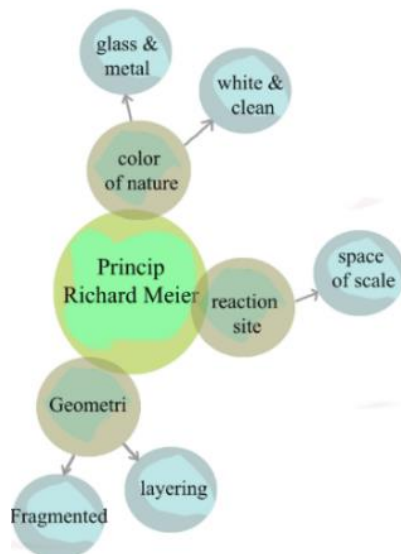 glass &
metal
white &
clean
color
of nature
Princip
Richard Meier
reaction
site
space
of scale
Geometri
layering
Fragmented